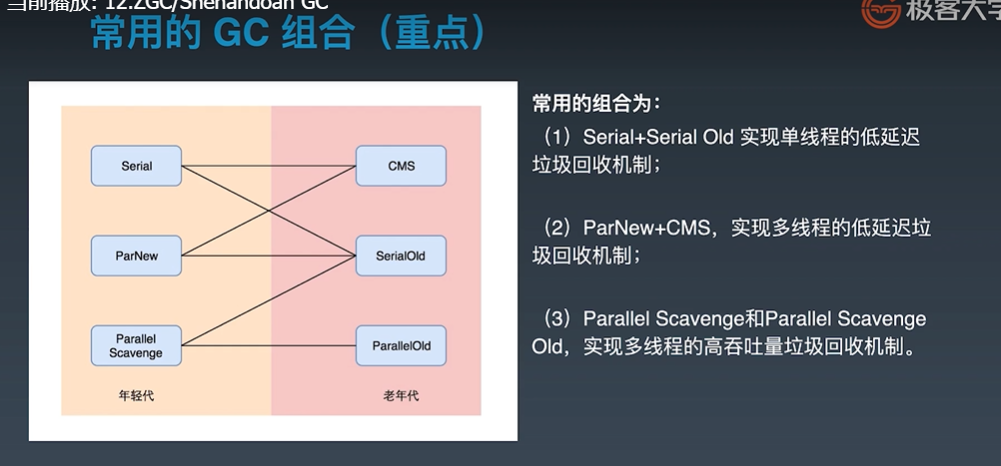 当前播放: 12.ZGC/Shenandoah GC
极客大学
常用的 GC 组合（重点）
Serial
CMS
ParNew
SerialOld
Parallel
Scavenge
ParallelOld
年轻代
老年代
常用的组合为：
（1）Serial+Serial Old 实现单线程的低延迟
垃圾回收机制；
（2）ParNew+CMS，实现多线程的低延迟垃
圾回收机制；
（3）Parallel Scavenge和Parallel Scavenge
Old，实现多线程的高吞吐量垃圾回收机制。